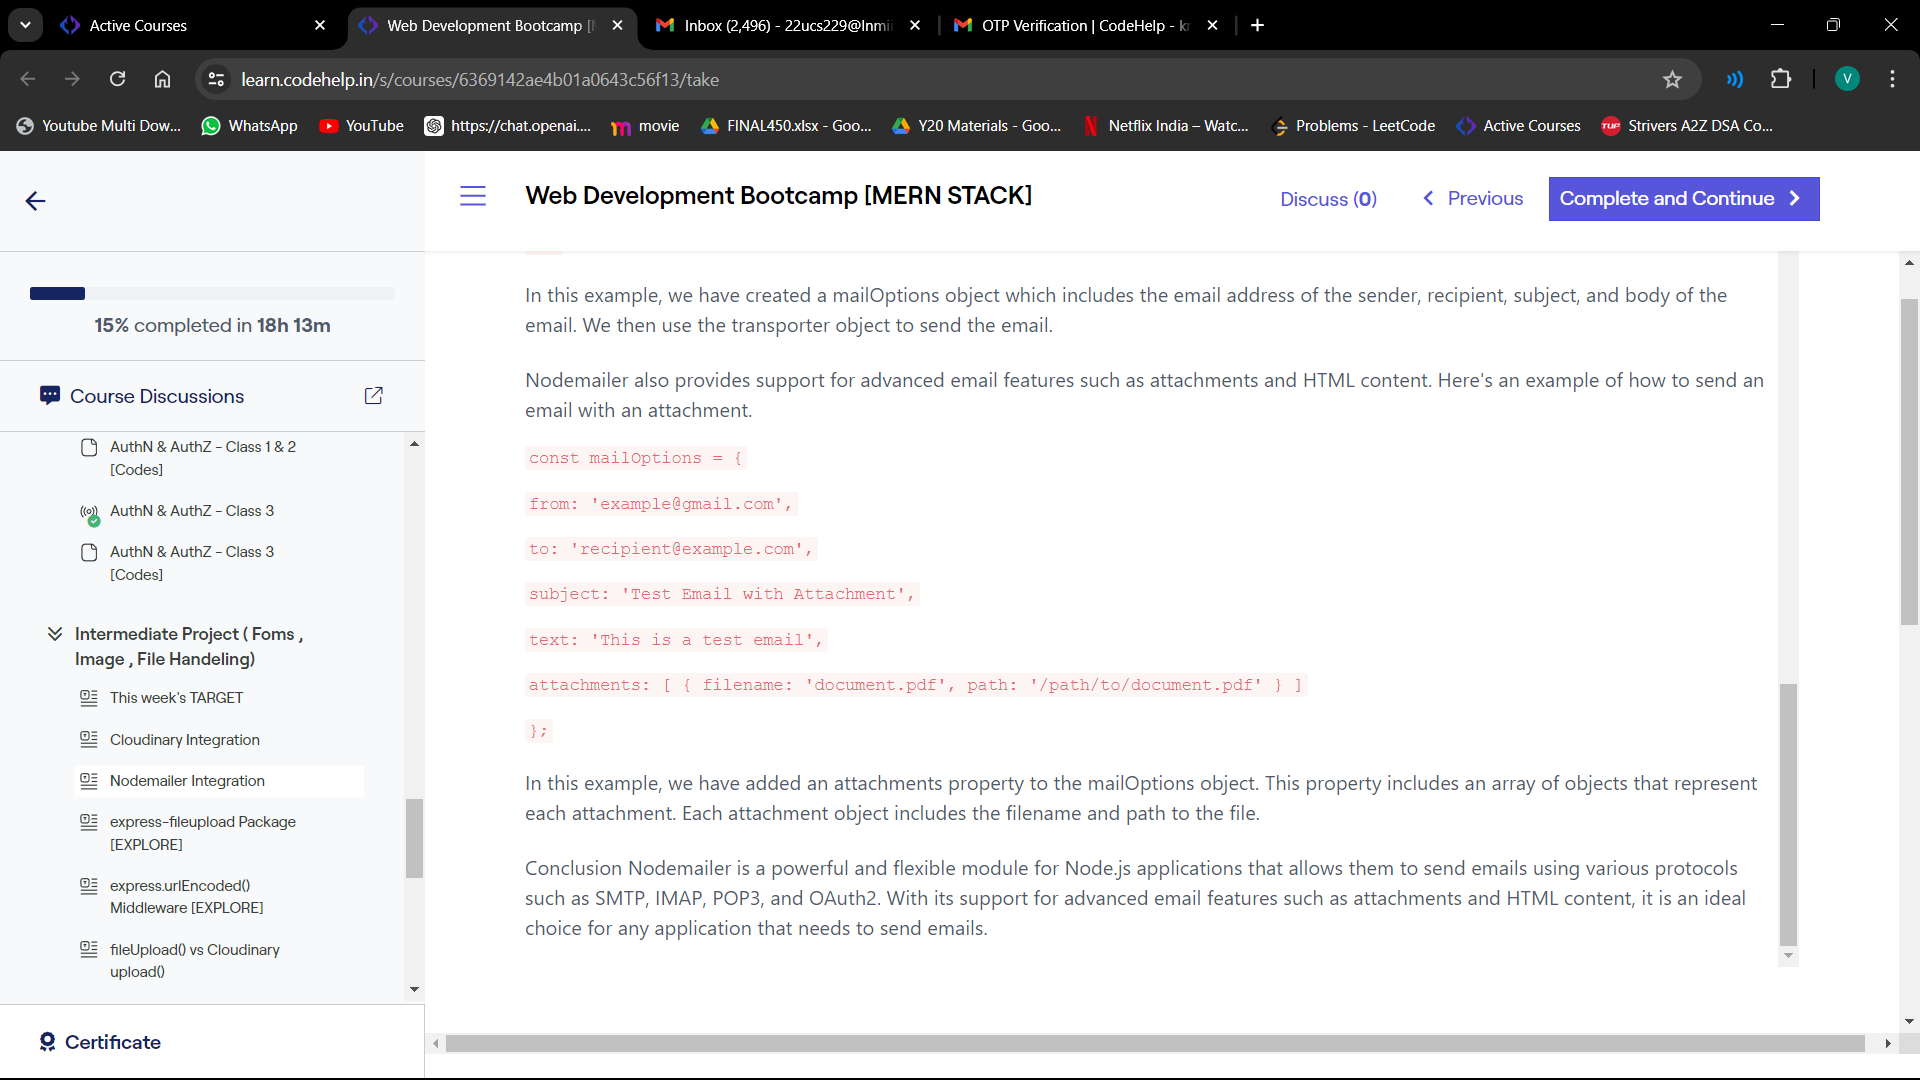 Active Courses
Web Development Bootcamp [
Inbox (2,496) - 22ucs229@lnmii
OTP Verification | CodeHelp - k
learn.codehelp.in/s/courses/6369142ae4b01a0643c56f13/take
V
Youtube Multi Dow...
WhatsApp
YouTube
https://chat.openai....
movie
FINAL450.xlsx - Goo...
Y20 Materials - Goo...
Netflix India – Watc...
Problems - LeetCode
Active Courses
TUF
Strivers A2Z DSA Co...
Web Development Bootcamp [MERN STACK]
Discuss (0)
Previous
Complete and Continue
15% completed in 18h 13m
Course Discussions
AuthN & AuthZ - Class 1 & 2
[Codes]
AuthN & AuthZ - Class 3
AuthN & AuthZ - Class 3
[Codes]
Intermediate Project ( Foms ,
Image , File Handeling)
This week's TARGET
Cloudinary Integration
Nodemailer Integration
express-fileupload Package
[EXPLORE]
express.urlEncoded()
Middleware [EXPLORE]
fileUpload() vs Cloudinary
upload()
Certificate
In this example, we have created a mailOptions object which includes the email address of the sender, recipient, subject, and body of the
email. We then use the transporter object to send the email.
Nodemailer also provides support for advanced email features such as attachments and HTML content. Here's an example of how to send an
email with an attachment.
const mailOptions = {
from: 'example@gmail.com',
to: 'recipient@example.com',
subject: 'Test Email with Attachment',
text: 'This is a test email',
attachments: [ { filename: 'document.pdf', path: '/path/to/document.pdf' } ]
};
In this example, we have added an attachments property to the mailOptions object. This property includes an array of objects that represent
each attachment. Each attachment object includes the filename and path to the file.
Conclusion Nodemailer is a powerful and flexible module for Node.js applications that allows them to send emails using various protocols
such as SMTP, IMAP, POP3, and OAuth2. With its support for advanced email features such as attachments and HTML content, it is an ideal
choice for any application that needs to send emails.